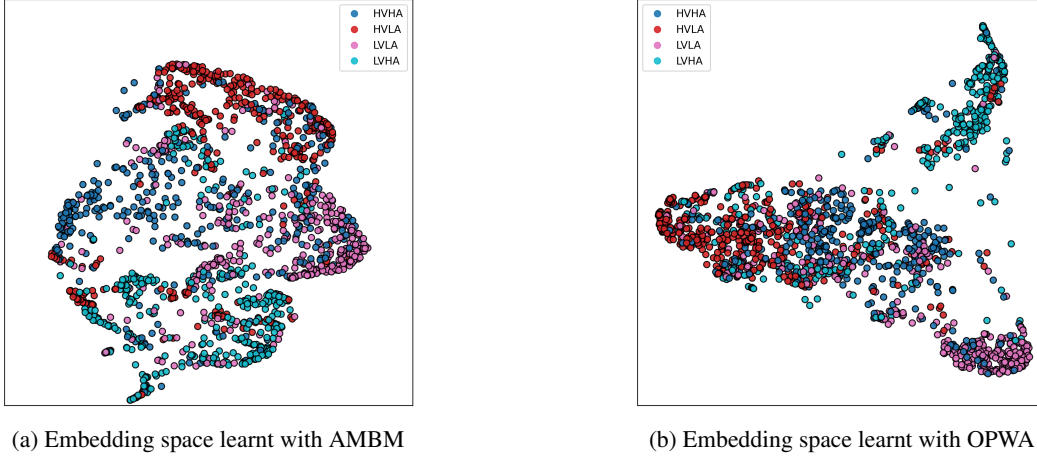 HVHA
HVLA
LVLA
LVHA
HVHA
HVLA
LVLA
LVHA
(a) Embedding space learnt with AMBM
(b) Embedding space learnt with OPWA